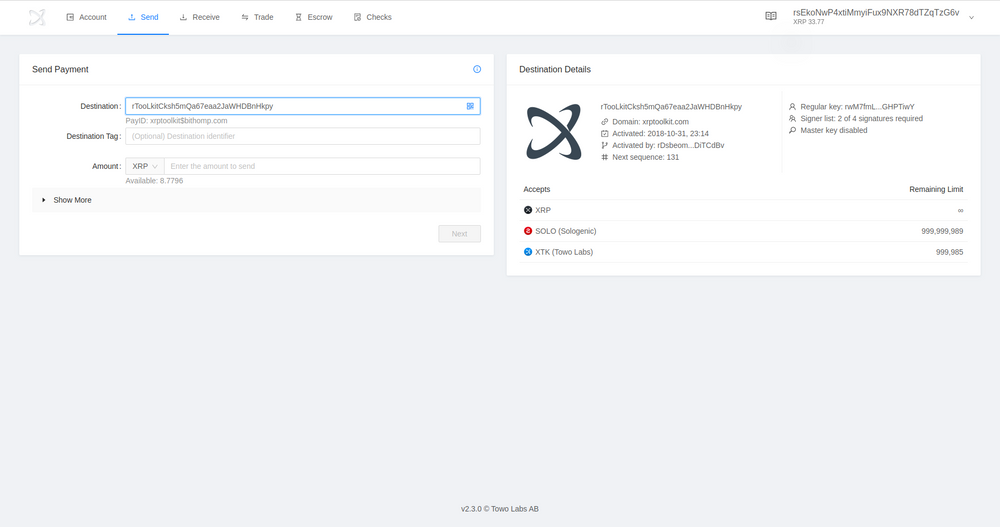 Account
Send
Receive
Trade
Escrow
Checks
rsEkoNwP4xtiMmyiFux9NXR78dTZqTzG6v
XRP 33.77
Send Payment
Destination:
rTooLkitCksh5mQa67eaa2JaWHDBnHkpy
PayID: xrptoolkit$bithomp.com
Destination Tag:
(Optional) Destination identifier
Amount:
XRP
Enter the amount to send
Available: 8.7796
Show More
Next
Destination Details
rTooLkitCksh5mQa67eaa2JaWHDBnHkpy
Domain: xrptoolkit.com
Activated: 2018-10-31, 23:14
Activated by: rDsbeom...DiTCdBv
Next sequence: 131
Regular key: rwM7fmL...GHPTiwY
Signer list: 2 of 4 signatures required
Master key disabled
Accepts
Remaining Limit
XRP
∞
SOLO (Sologenic)
999,999,989
XTK (Towo Labs)
999,985
v2.3.0 © Towo Labs AB